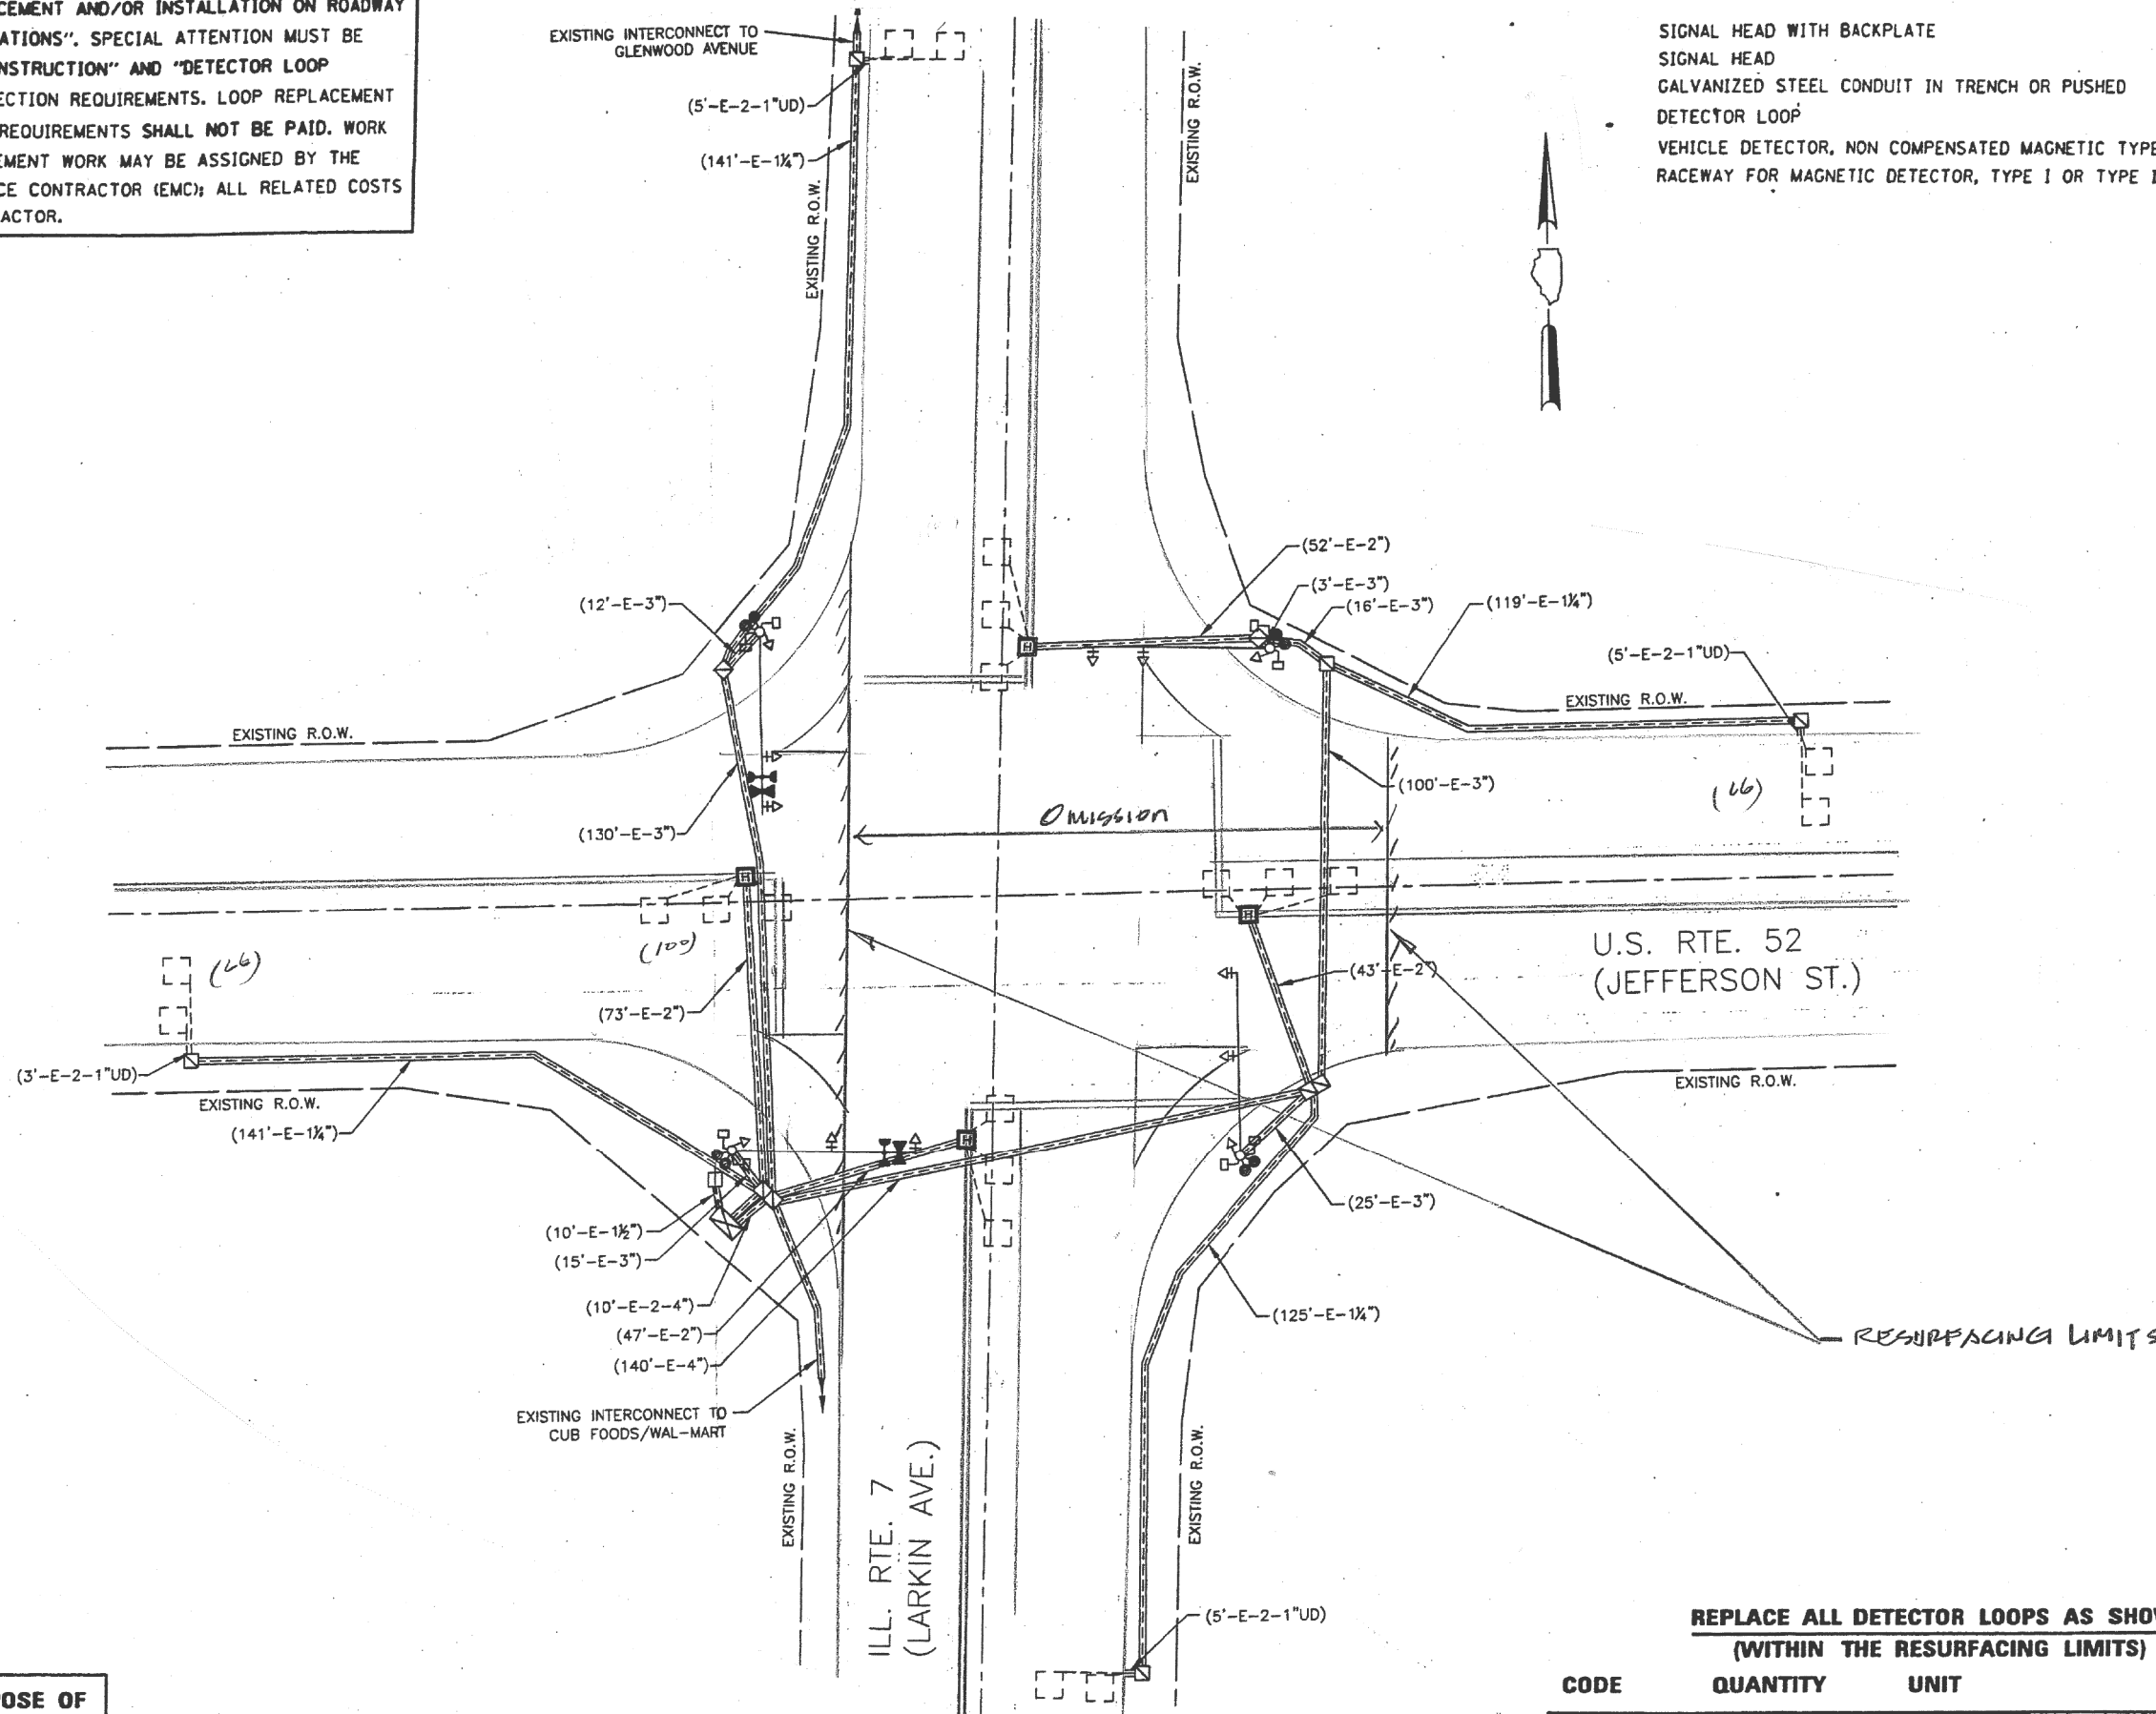 CEMENT AND/OR INSTALLATION ON ROADWAY
ATIONS". SPECIAL ATTENTION MUST BE
NSTRUCTION" AND "DETECTOR LOOP
ECTION REQUIREMENTS. LOOP REPLACEMENT
REQUIREMENTS SHALL NOT BE PAID. WORK
EMENT WORK MAY BE ASSIGNED BY THE
CE CONTRACTOR (EMC); ALL RELATED COSTS
ACTOR.
EXISTING INTERCONNECT TO
GLENWOOD AVENUE
(5'-E-2-1"UD)
(141'-E-1¼")
EXISTING R.O.W.
EXISTING R.O.W.
SIGNAL HEAD WITH BACKPLATE
SIGNAL HEAD
GALVANIZED STEEL CONDUIT IN TRENCH OR PUSHED
DETECTOR LOOP
VEHICLE DETECTOR, NON COMPENSATED MAGNETIC TYPE
RACEWAY FOR MAGNETIC DETECTOR, TYPE I OR TYPE I
(52'-E-2")
(3'-E-3")
(16'-E-3")
(119'-E-1¼")
(12'-E-3")
(5'-E-2-1"UD)
EXISTING R.O.W.
EXISTING R.O.W.
H
(100'-E-3")
(66)
Omission
(130'-E-3")
H
H
(100)
(66)
U.S. RTE. 52
(JEFFERSON ST.)
(43'-E-2")
(73'-E-2")
(3'-E-2-1"UD)
EXISTING R.O.W.
EXISTING R.O.W.
(141'-E-1¼")
H
(25'-E-3")
(10'-E-1½")
(15'-E-3")
(10'-E-2-4")
(47'-E-2")
(140'-E-4")
(125'-E-1¼")
RESURFACING LIMITS
EXISTING INTERCONNECT TO
CUB FOODS/WAL-MART
EXISTING R.O.W.
ILL. RTE. 7
(LARKIN AVE.)
EXISTING R.O.W.
(5'-E-2-1"UD)
REPLACE ALL DETECTOR LOOPS AS SHO
(WITHIN THE RESURFACING LIMITS)
CODE QUANTITY UNIT
OSE OF